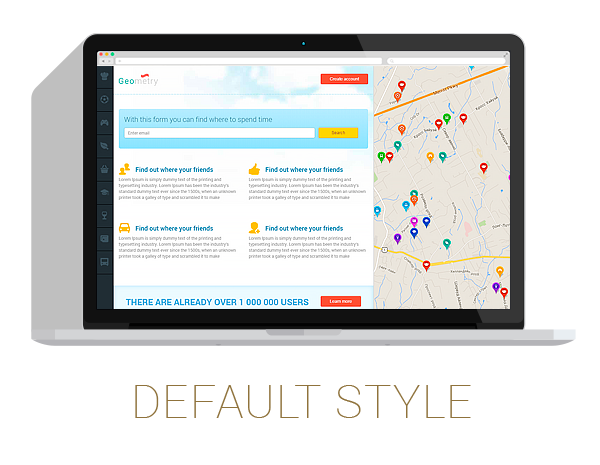 Geometry
Create account
With this form you can find where to spend time
Enter email
Search
Find out where your friends
Lorem Ipsum is simply dummy text of the printing and
typesetting industry. Lorem Ipsum has been the industry's
standard dummy text ever since the 1500s, when an unknown
printer took a galley of type and scrambled it to make
Find out where your friends
Lorem Ipsum is simply dummy text of the printing and
typesetting industry. Lorem Ipsum has been the industry's
standard dummy text ever since the 1500s, when an unknown
printer took a galley of type and scrambled it to make
Find out where your friends
Lorem Ipsum is simply dummy text of the printing and
typesetting industry. Lorem Ipsum has been the industry's
standard dummy text ever since the 1500s, when an unknown
printer took a galley of type and scrambled it to make
Find out where your friends
Lorem Ipsum is simply dummy text of the printing and
typesetting industry. Lorem Ipsum has been the industry's
standard dummy text ever since the 1500s, when an unknown
printer took a galley of type and scrambled it to make
THERE ARE ALREADY OVER 1 000 000 USERS
Learn more
DEFAULT STYLE